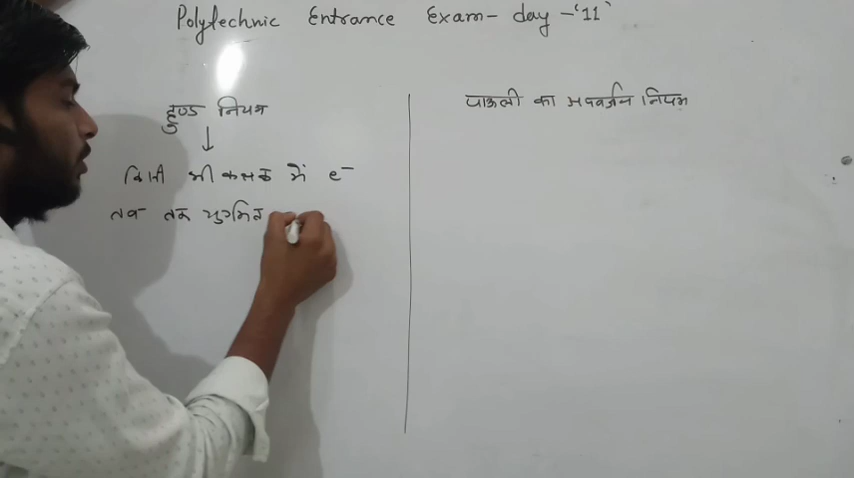 Polytechnic Entrance Exam- day -'11'
हुण्ड नियम
किसी भी कक्षक में e-
तब तक युग्मित
पाऊली का अपवर्जन नियम